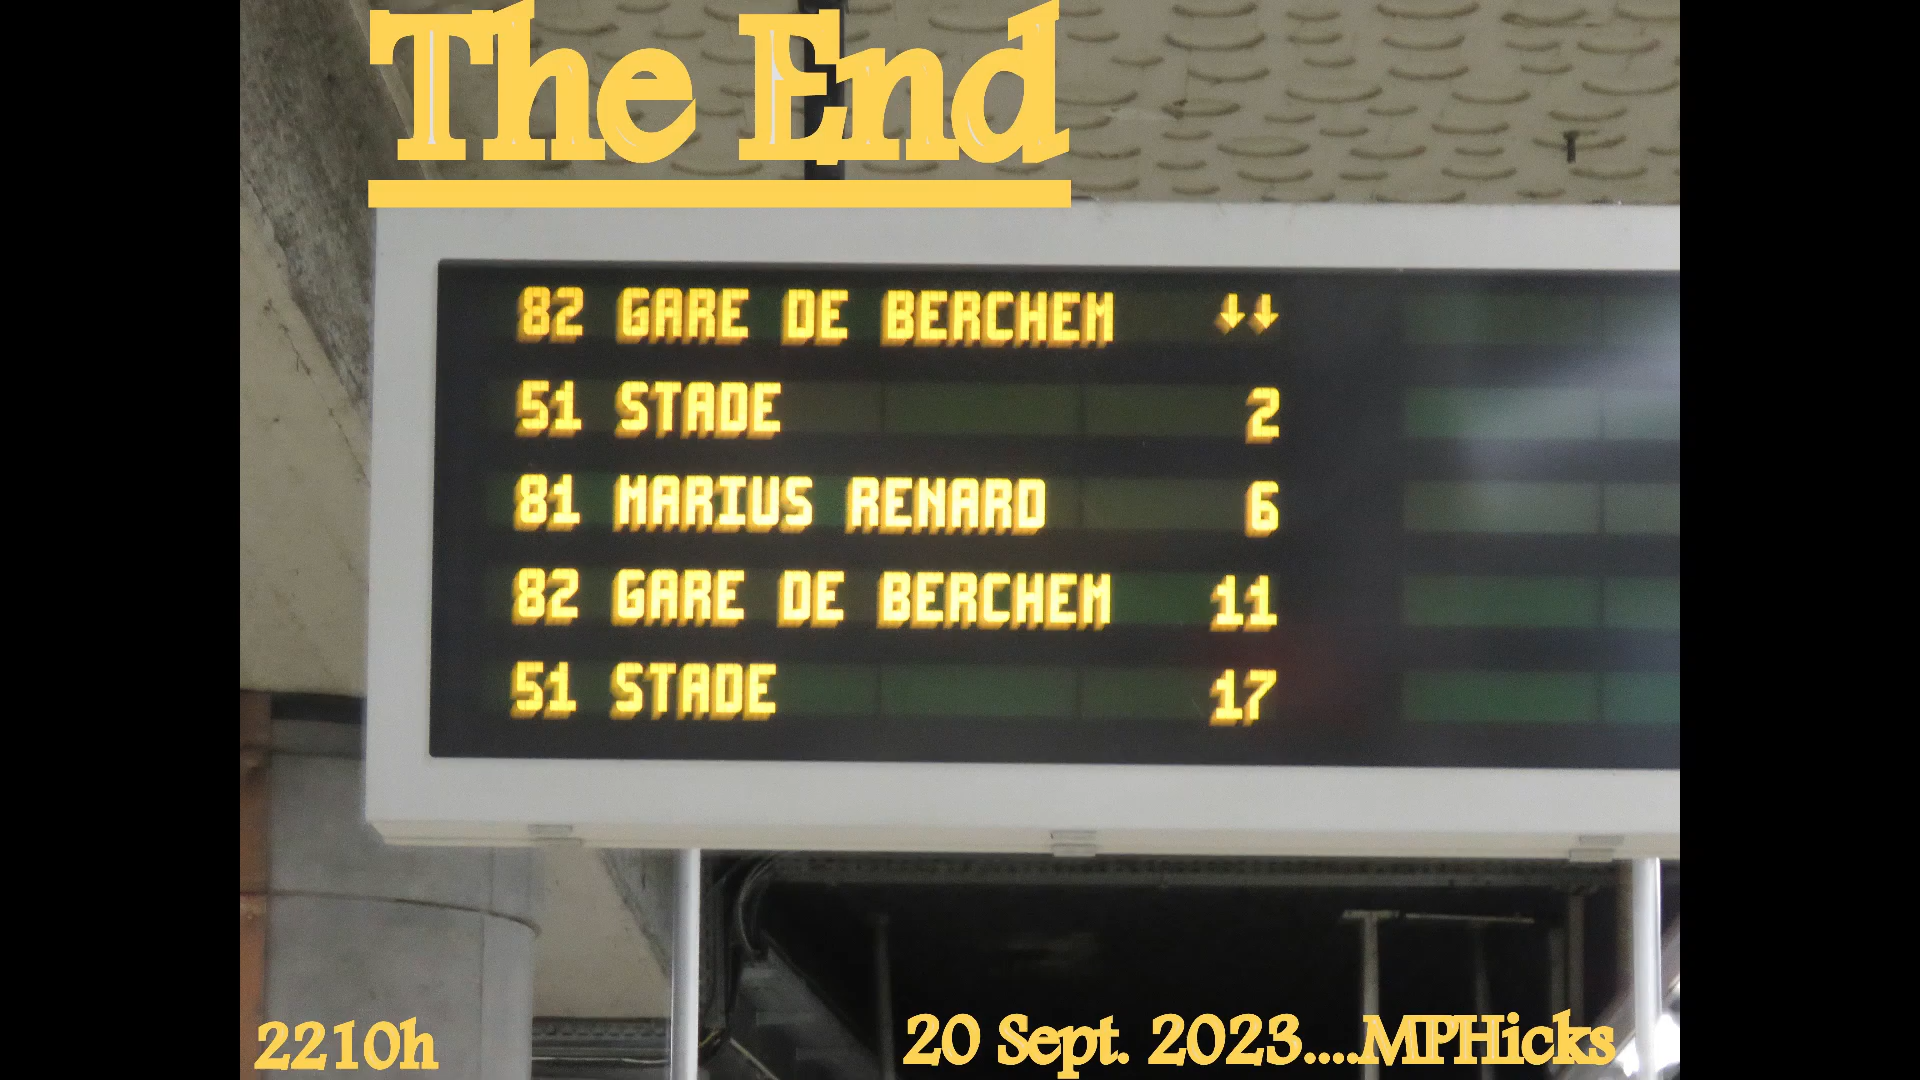 The End
82 GARE DE BERCHEM ↓↓
51 STADE 2
81 MARIUS RENARD 6
82 GARE DE BERCHEM 11
51 STADE 17
2210h
20 Sept. 2023....MPHicks